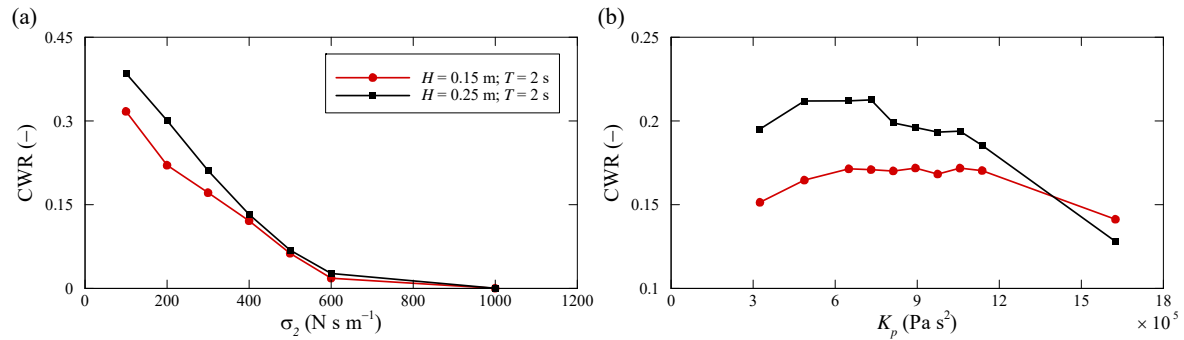 (a)
CWR (−)
0.45
0.3
0.15
0
0 200 400 600 800 1000 1200
σ₂ (N s m⁻¹)
H = 0.15 m; T = 2 s
H = 0.25 m; T = 2 s
(b)
CWR (−)
0.25
0.2
0.15
0.1
0 3 6 9 12 15 18
Kₚ (Pa s²)
× 10⁵